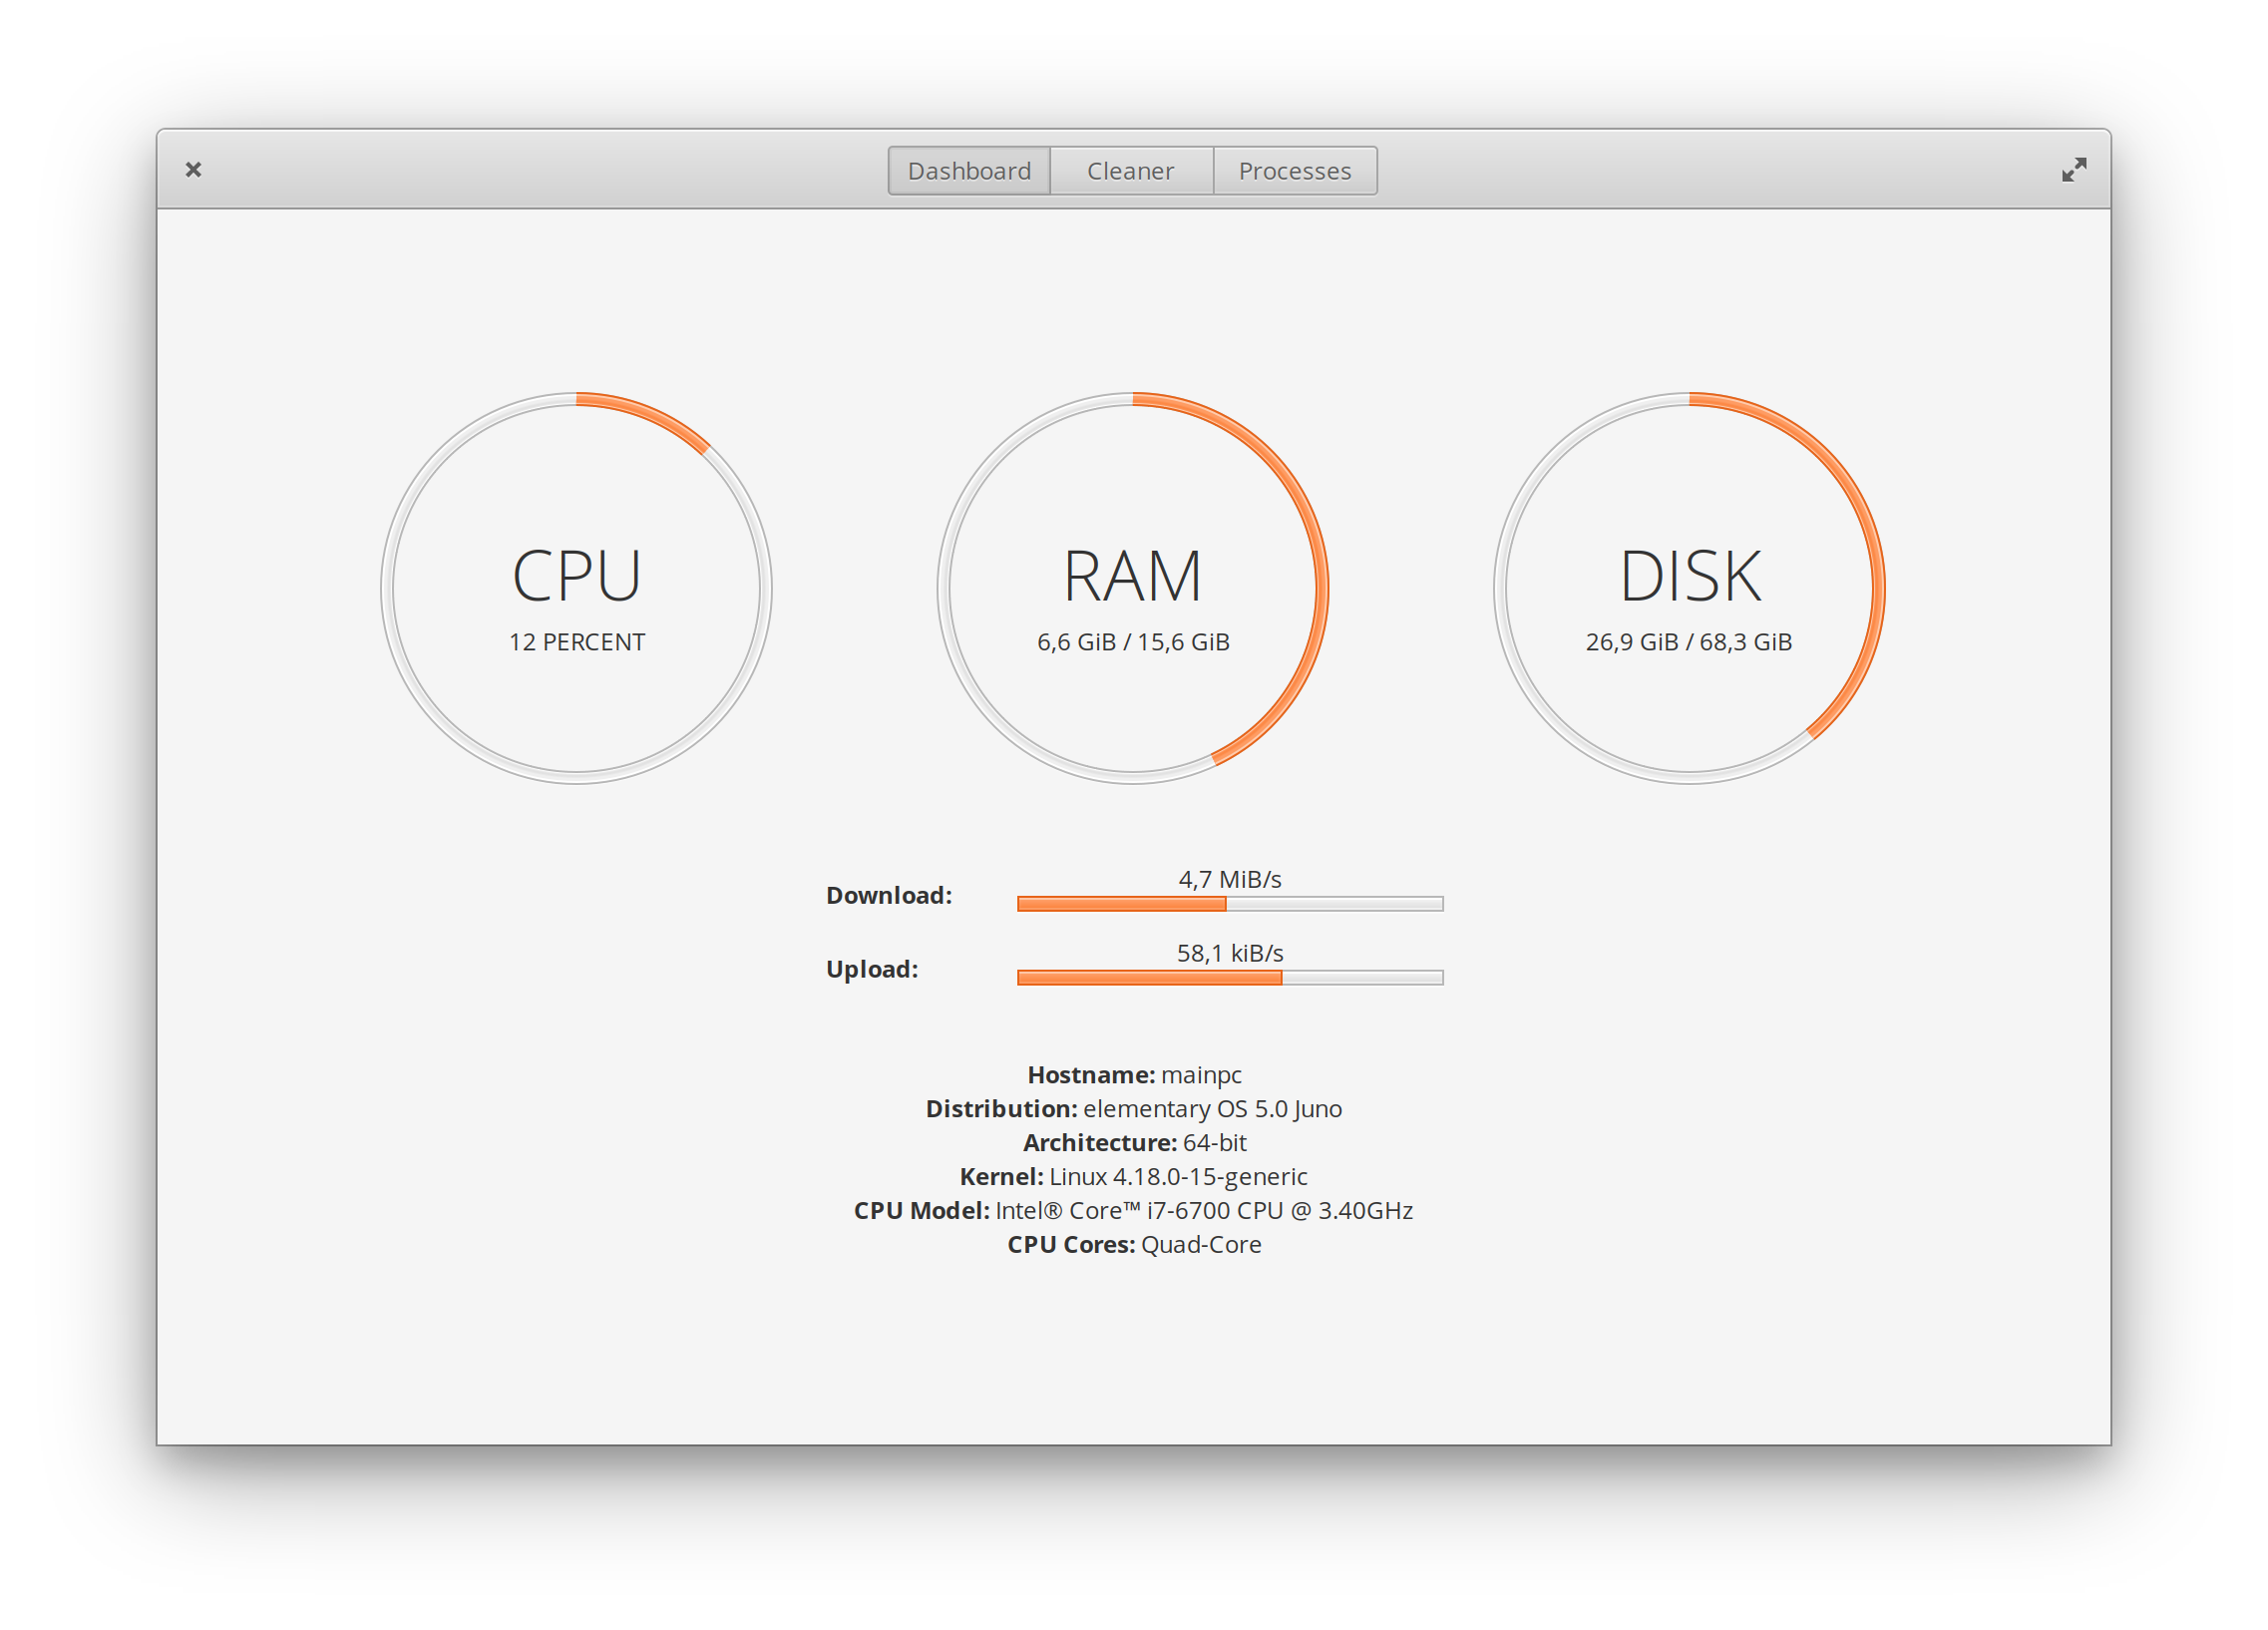 Dashboard Cleaner Processes
CPU
12 PERCENT
RAM
6,6 GiB / 15,6 GiB
DISK
26,9 GiB / 68,3 GiB
Download: 4,7 MiB/s
Upload: 58,1 kiB/s
Hostname: mainpc
Distribution: elementary OS 5.0 Juno
Architecture: 64-bit
Kernel: Linux 4.18.0-15-generic
CPU Model: Intel® Core™ i7-6700 CPU @ 3.40GHz
CPU Cores: Quad-Core